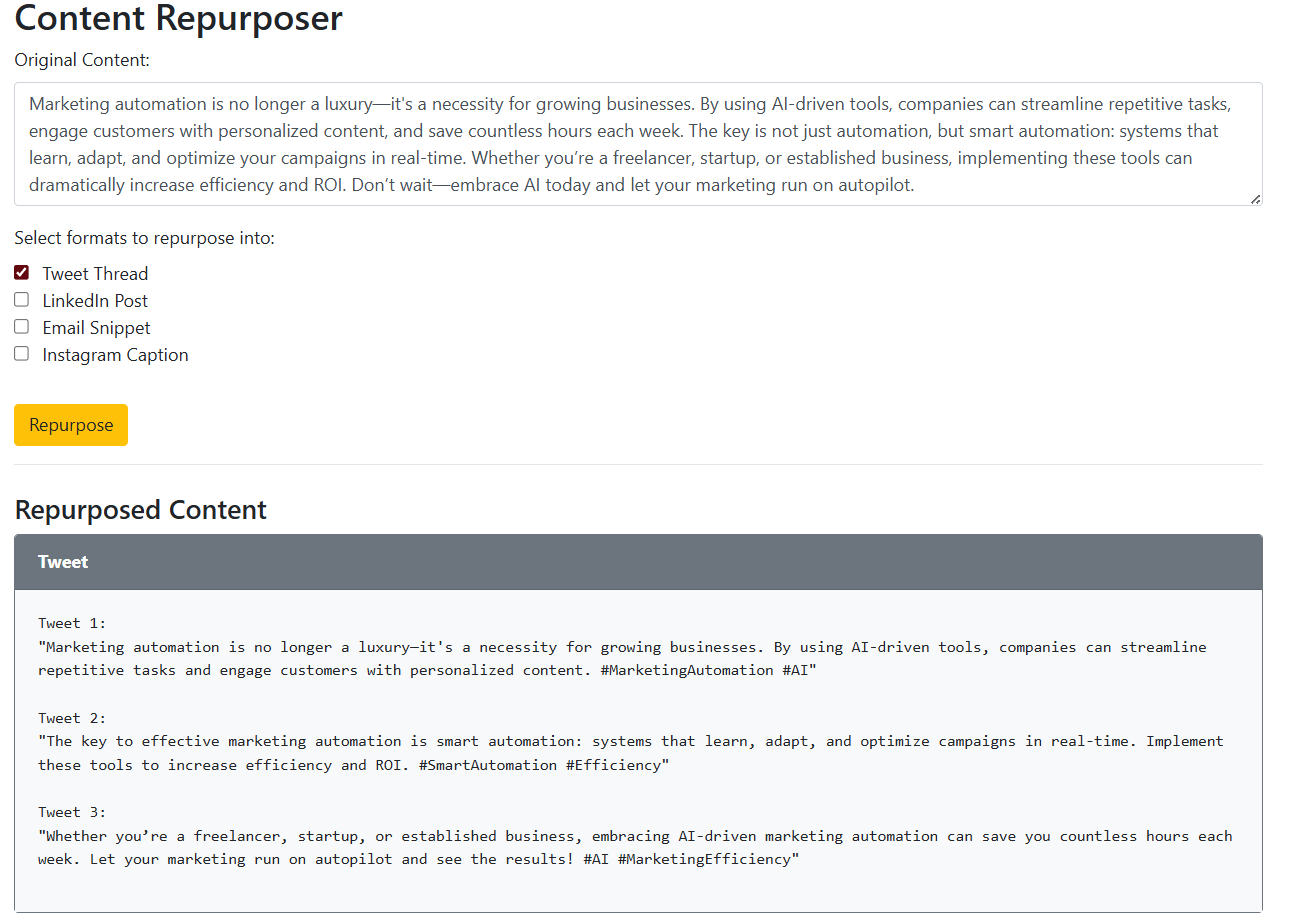 Content Repurposer
Original Content:
Marketing automation is no longer a luxury—it's a necessity for growing businesses. By using AI-driven tools, companies can streamline repetitive tasks,
engage customers with personalized content, and save countless hours each week. The key is not just automation, but smart automation: systems that
learn, adapt, and optimize your campaigns in real-time. Whether you’re a freelancer, startup, or established business, implementing these tools can
dramatically increase efficiency and ROI. Don’t wait—embrace AI today and let your marketing run on autopilot.
Select formats to repurpose into:
Tweet Thread
LinkedIn Post
Email Snippet
Instagram Caption
Repurpose
Repurposed Content
Tweet
Tweet 1:
"Marketing automation is no longer a luxury—it's a necessity for growing businesses. By using AI-driven tools, companies can streamline
repetitive tasks and engage customers with personalized content. #MarketingAutomation #AI"
Tweet 2:
"The key to effective marketing automation is smart automation: systems that learn, adapt, and optimize campaigns in real-time. Implement
these tools to increase efficiency and ROI. #SmartAutomation #Efficiency"
Tweet 3:
"Whether you’re a freelancer, startup, or established business, embracing AI-driven marketing automation can save you countless hours each
week. Let your marketing run on autopilot and see the results! #AI #MarketingEfficiency"